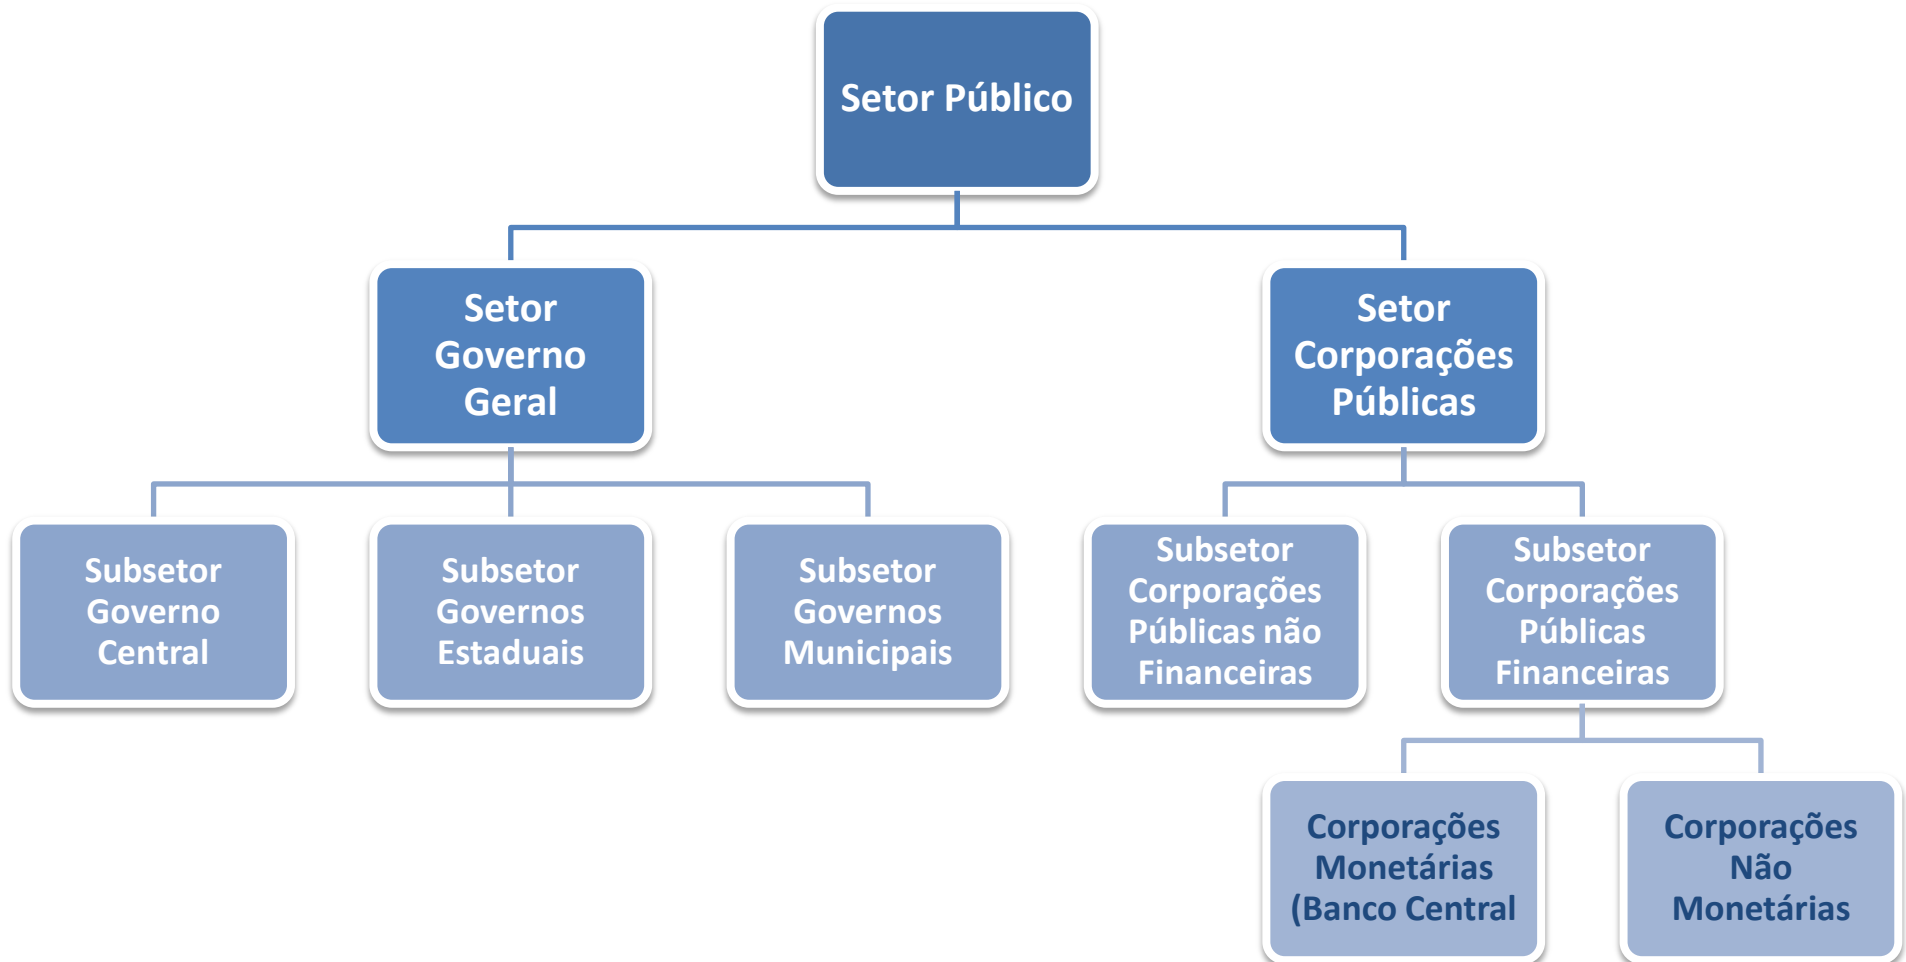 Setor Público
Setor
Governo
Geral
Setor
Corporações
Públicas
Subsetor
Governo
Central
Subsetor
Governos
Estaduais
Subsetor
Governos
Municipais
Subsetor
Corporações
Públicas não
Financeiras
Subsetor
Corporações
Públicas
Financeiras
Corporações
Monetárias
(Banco Central
Corporações
Não
Monetárias